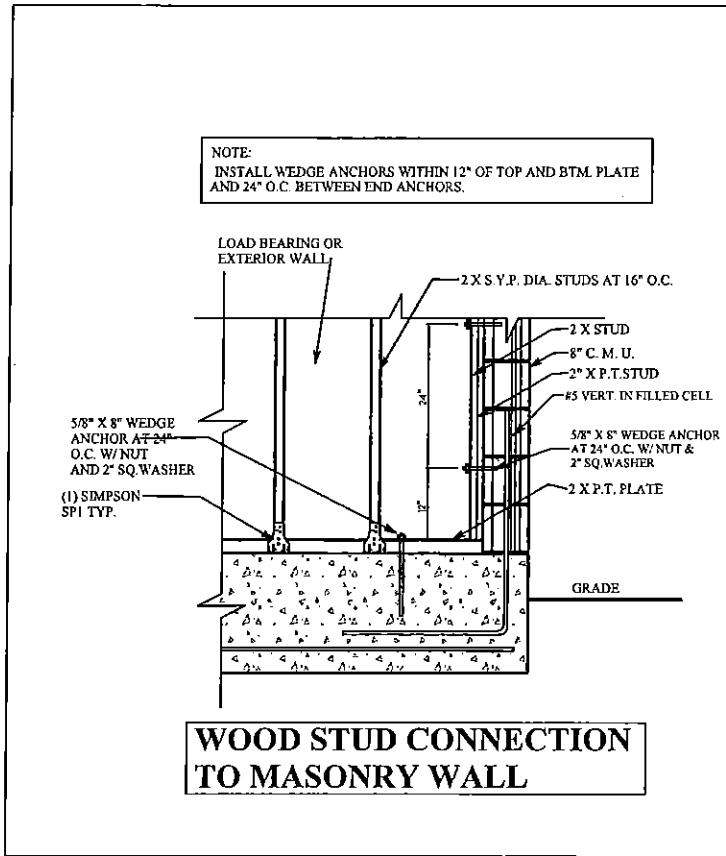 NOTE:
INSTALL WEDGE ANCHORS WITHIN 12" OF TOP AND BTM. PLATE
AND 24" O.C. BETWEEN END ANCHORS.
LOAD BEARING OR
EXTERIOR WALL
2 X S.Y.P. DIA. STUDS AT 16" O.C.
2 X STUD
8" C. M. U.
2" X P.T.STUD
#5 VERT. IN FILLED CELL
24"
5/8" X 8" WEDGE
ANCHOR AT 24"
O.C. W/ NUT
AND 2" SQ.WASHER
5/8" X 8" WEDGE ANCHOR
AT 24" O.C. W/ NUT &
2" SQ.WASHER
(1) SIMPSON
SP1 TYP.
12"
2 X P.T. PLATE
GRADE
WOOD STUD CONNECTION
TO MASONRY WALL